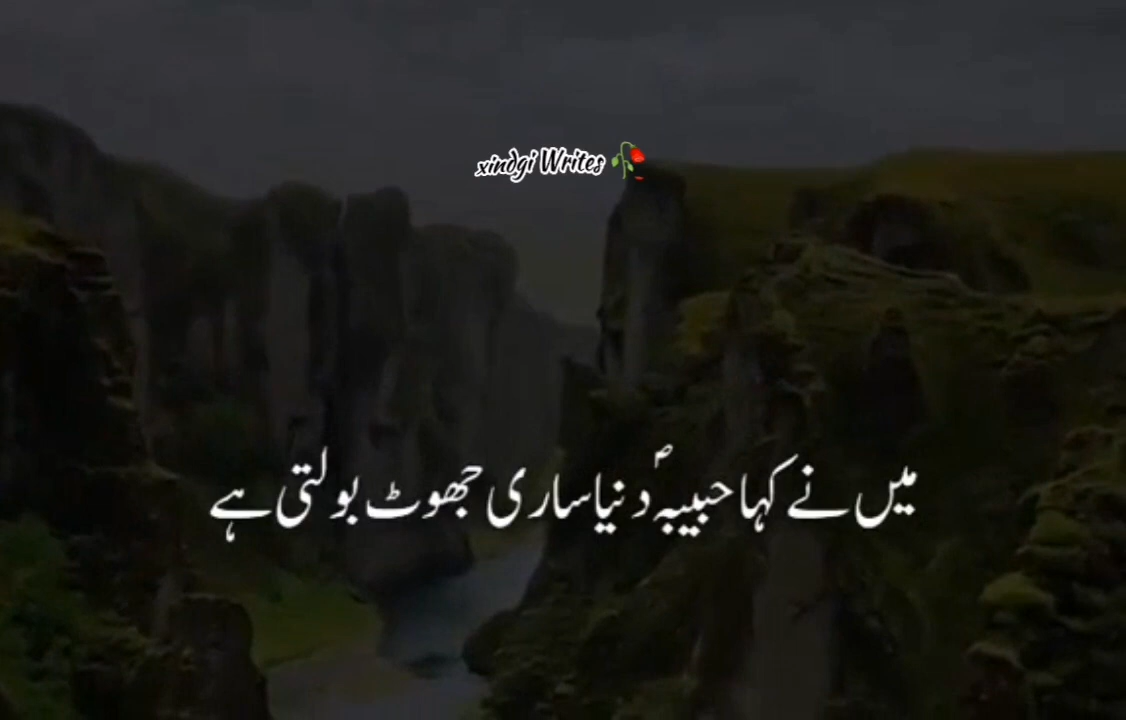 xindgi Writes
میں نے کہا حبیبہؐ دنیا ساری جھوٹ بولتی ہے